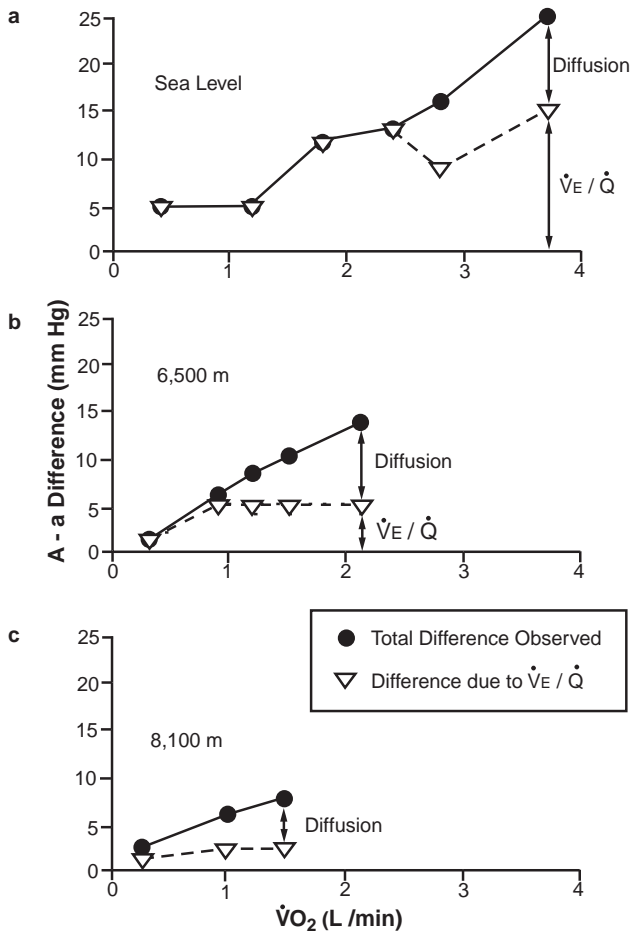 a
25
20
15
10
5
0
Sea Level
Diffusion
V̇E / Q̇
0 1 2 3 4
b
A - a Difference (mm Hg)
25
20
15
10
5
0
6,500 m
Diffusion
V̇E / Q̇
0 1 2 3 4
c
25
20
15
10
5
0
8,100 m
Total Difference Observed
Difference due to V̇E / Q̇
Diffusion
0 1 2 3 4
V̇O₂ (L /min)